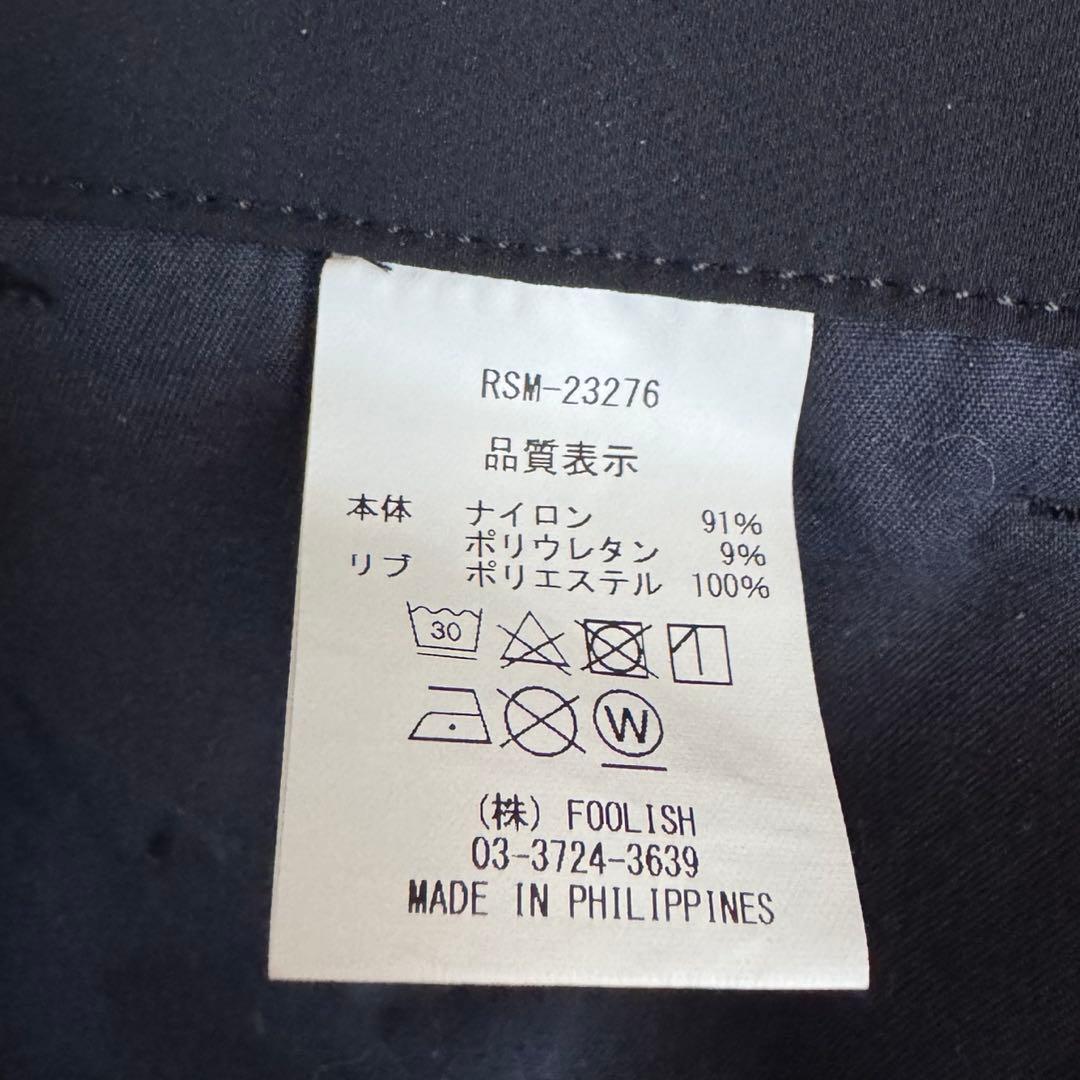 RSM-23276
品質表示
本体 ナイロン 91%
ポリウレタン 9%
リブ ポリエステル 100%
30
W
(株) FOOLISH
03-3724-3639
MADE IN PHILIPPINES